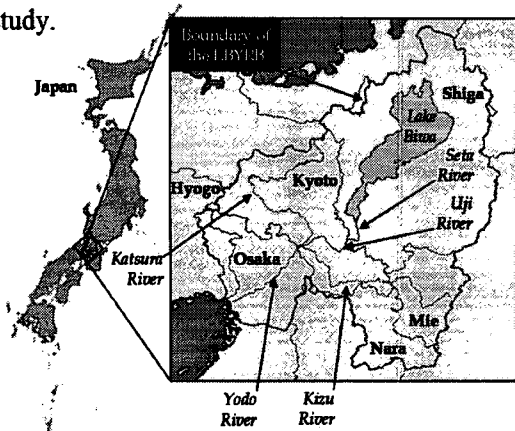 study.
Boundary of
the LBYRB
Japan
Shiga
Lake
Biwa
Seta
River
Hyogo
Kyoto
Uji
River
Katsura
River
Osaka
Mie
Nara
Yodo
River
Kizu
River